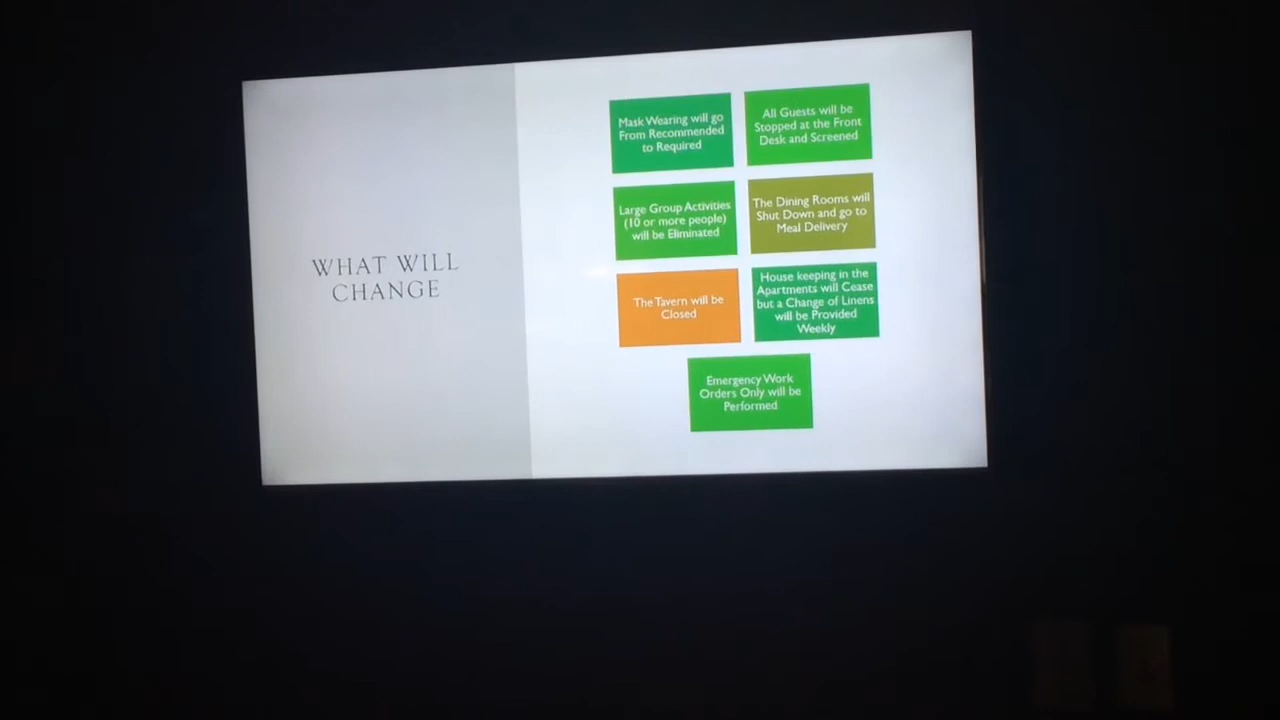 WHAT WILL
CHANGE
Mask Wearing will go
From Recommended
to Required
All Guests will be
Stopped at the Front
Desk and Screened
Large Group Activities
(10 or more people)
will be Eliminated
The Dining Rooms will
Shut Down and go to
Meal Delivery
The Tavern will be
Closed
House keeping in the
Apartments will Cease
but a Change of Linens
will be Provided
Weekly
Emergency Work
Orders Only will be
Performed